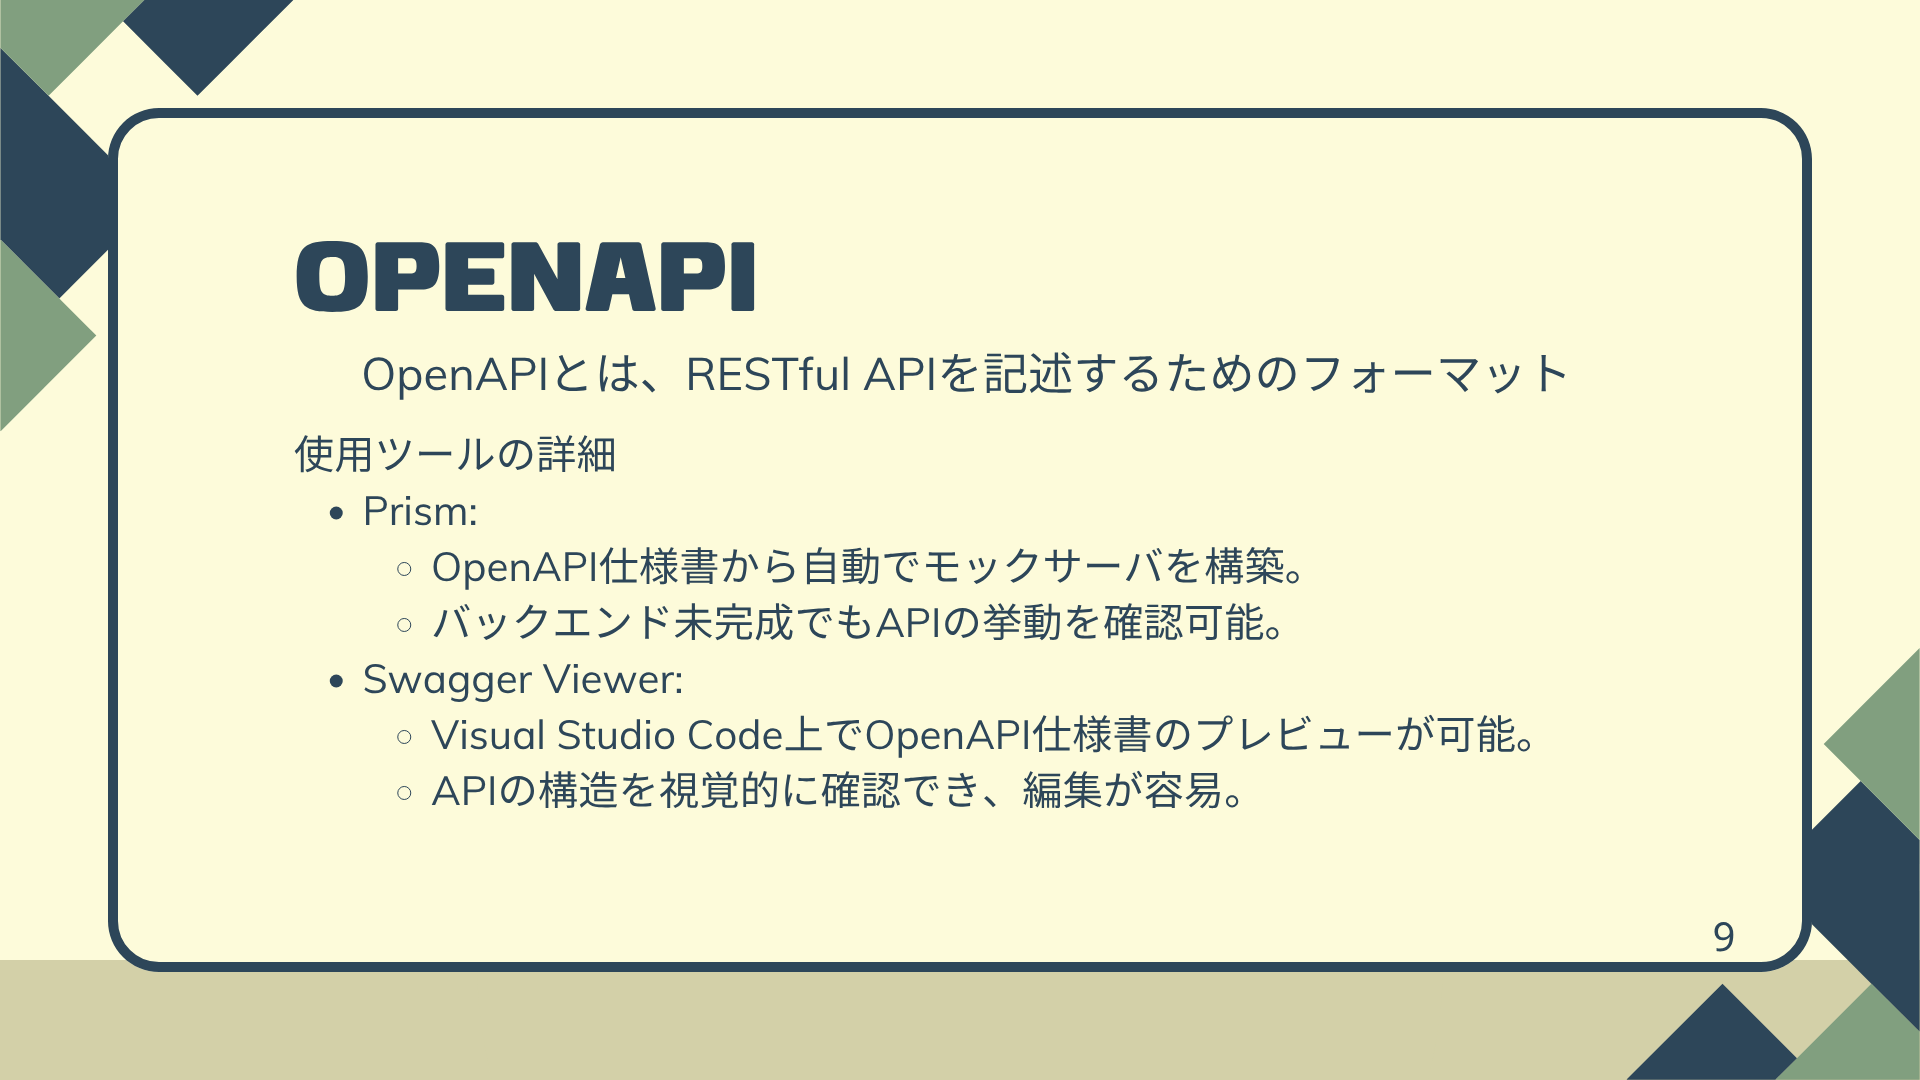 OPENAPI
OpenAPIとは、RESTful APIを記述するためのフォーマット
使用ツールの詳細
• Prism:
○ OpenAPI仕様書から自動でモックサーバを構築。
○ バックエンド未完成でもAPIの挙動を確認可能。
• Swagger Viewer:
○ Visual Studio Code上でOpenAPI仕様書のプレビューが可能。
○ APIの構造を視覚的に確認でき、編集が容易。
9